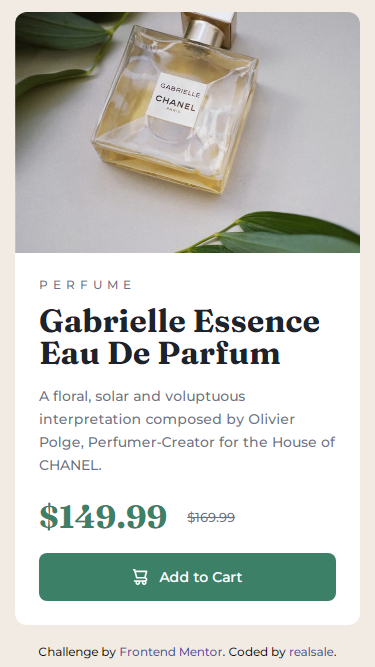 GABRIELLE
CHANEL
PARIS
PERFUME
Gabrielle Essence
Eau De Parfum
A floral, solar and voluptuous
interpretation composed by Olivier
Polge, Perfumer-Creator for the House of
CHANEL.
$149.99 $169.99
Add to Cart
Challenge by Frontend Mentor. Coded by realsale.